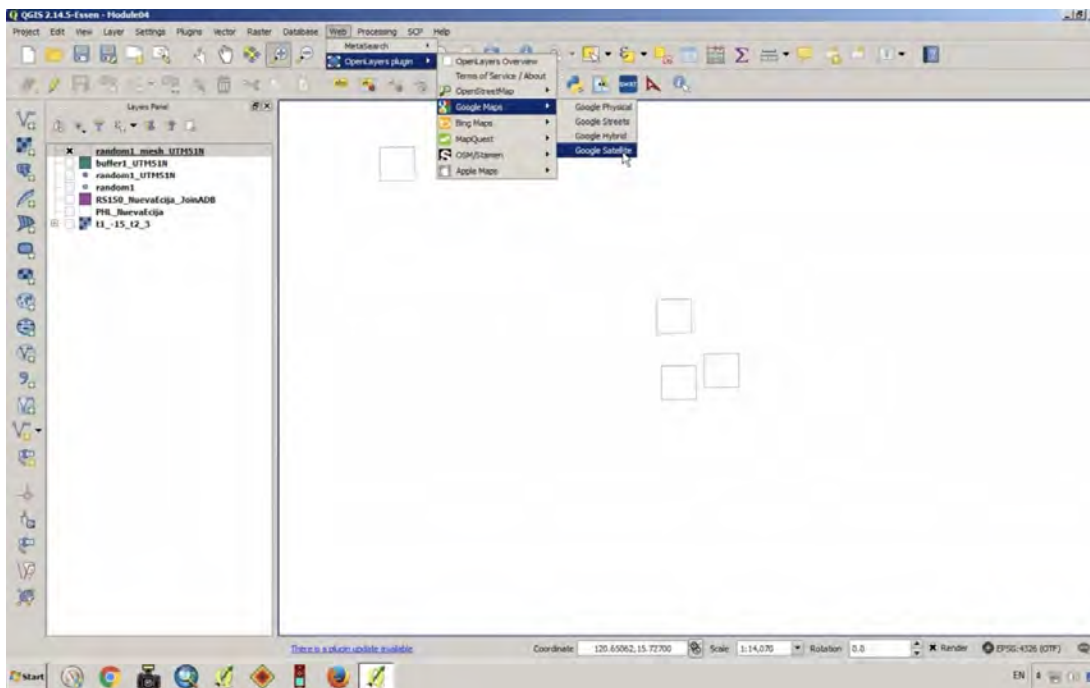 QGIS 2.14.5-Essen - Module04
Project Edit View Layer Settings Plugins Vector Raster Database Web Processing SCP Help
MetaSearch
OpenLayers plugin
OpenLayers Overview
Terms of Service / About
OpenStreetMap
Google Maps
Bing Maps
MapQuest
OSM/Stamen
Apple Maps
Google Physical
Google Streets
Google Hybrid
Google Satellite
Layers Panel
random1_mesh_UTM51N
buffer1_UTM51N
random1_UTM51N
random1
RS150_NuevaEcija_JoinADB
PHL_NuevaEcija
t1_-15_t2_3
There is a plugin update available
Coordinate 120.65062,15.72700 Scale 1:14,070 Rotation 0.0 Render EPSG:4326 (OTF)
Start EN